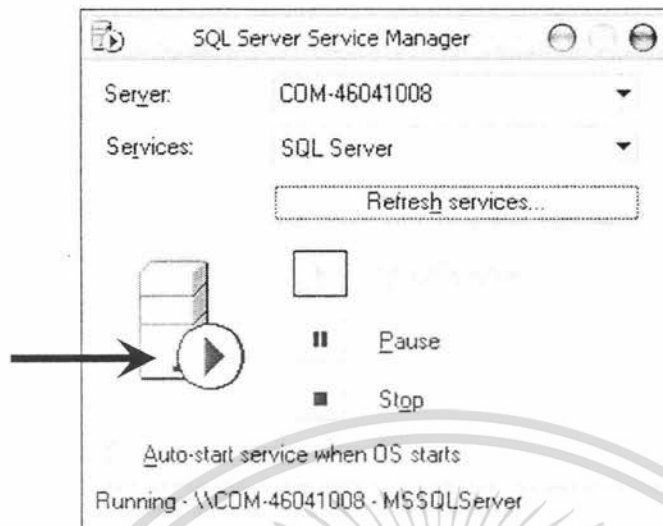 SQL Server Service Manager
Server: COM-46041008
Services: SQL Server
Refresh services...
Pause
Stop
Auto-start service when OS starts
Running - \\COM-46041008 - MSSQLServer